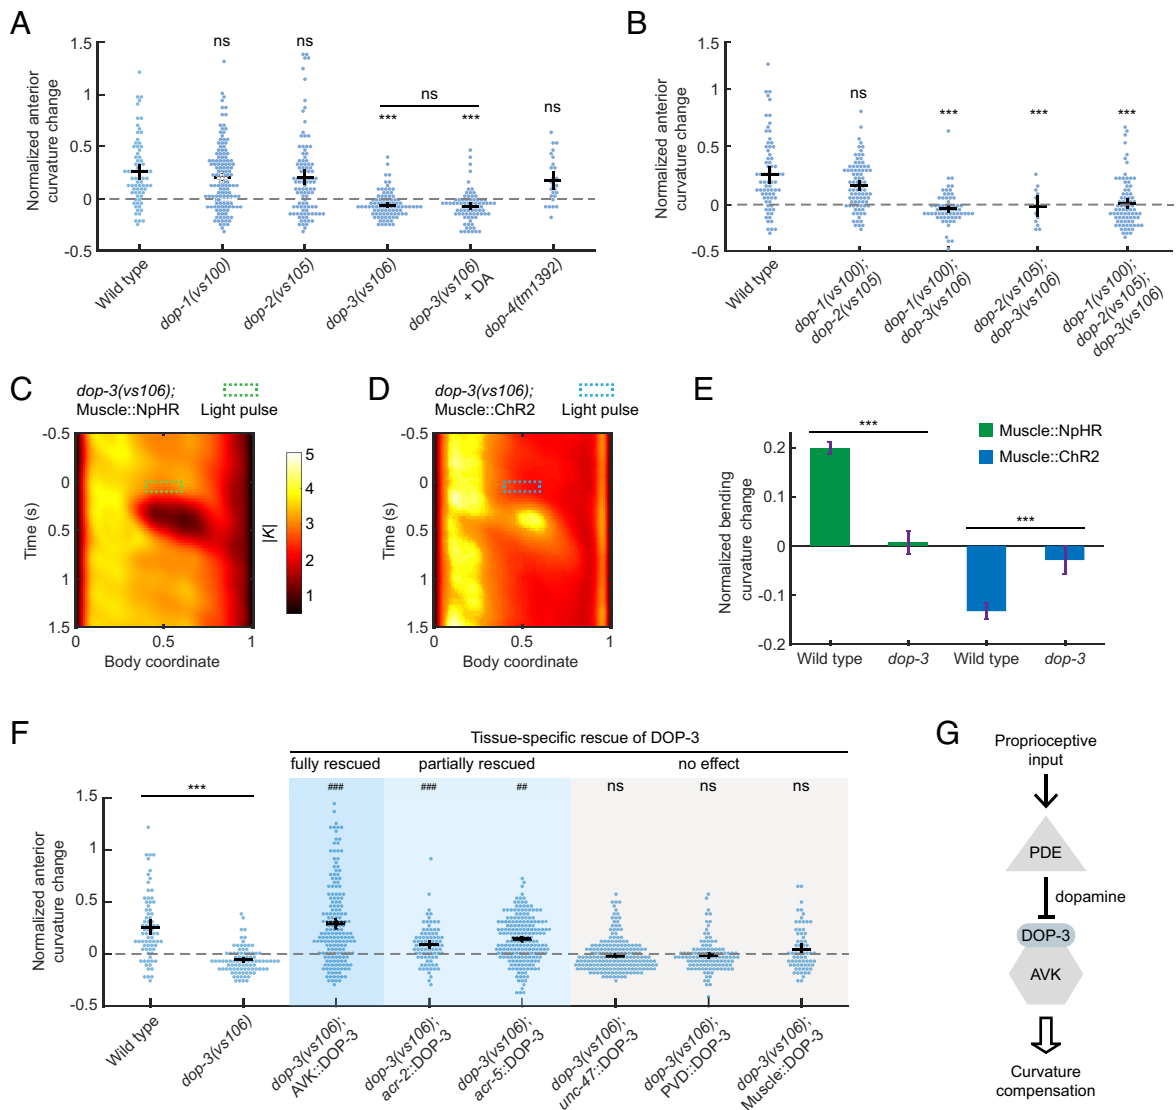 A
Normalized anterior
curvature change
1.5
1
0.5
0
-0.5
ns
ns
ns
***
***
ns
Wild type
dop-1(vs100)
dop-2(vs105)
dop-3(vs106)
dop-3(vs106)
+ DA
dop-4(tm1392)
B
Normalized anterior
curvature change
1.5
1
0.5
0
-0.5
ns
***
***
***
Wild type
dop-1(vs100);
dop-2(vs105)
dop-1(vs100);
dop-3(vs106)
dop-2(vs105);
dop-3(vs106)
dop-1(vs100);
dop-2(vs105);
dop-3(vs106)
C
dop-3(vs106);
Muscle::NpHR
Light pulse
Time (s)
-0.5
0
0.5
1
1.5
0
0.5
1
Body coordinate
5
4
3
2
1
|K|
D
dop-3(vs106);
Muscle::ChR2
Light pulse
Time (s)
-0.5
0
0.5
1
1.5
0
0.5
1
Body coordinate
E
Normalized bending
curvature change
0.2
0.1
0
-0.1
-0.2
***
***
Muscle::NpHR
Muscle::ChR2
Wild type
dop-3
Wild type
dop-3
F
Tissue-specific rescue of DOP-3
fully rescued
partially rescued
no effect
Normalized anterior
curvature change
1.5
1
0.5
0
-0.5
***
###
###
##
ns
ns
ns
Wild type
dop-3(vs106)
dop-3(vs106);
AVK::DOP-3
dop-3(vs106);
acr-2::DOP-3
dop-3(vs106);
acr-5::DOP-3
dop-3(vs106);
unc-47::DOP-3
dop-3(vs106);
PVD::DOP-3
dop-3(vs106);
Muscle::DOP-3
G
Proprioceptive
input
PDE
dopamine
DOP-3
AVK
Curvature
compensation